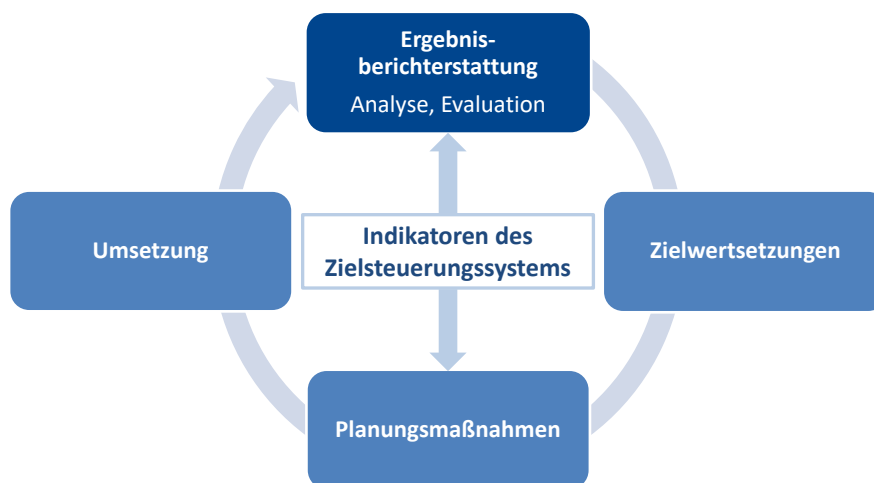 Ergebnis-
berichterstattung
Analyse, Evaluation
Umsetzung
Indikatoren des
Zielsteuerungssystems
Zielwertsetzungen
Planungsmaßnahmen